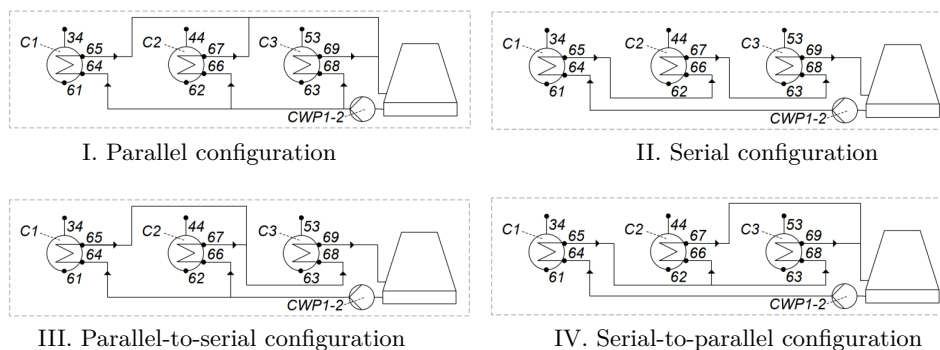 C1 34 65 64 61 C2 44 67 66 62 C3 53 69 68 63 CWP1-2
I. Parallel configuration
C1 34 65 64 61 C2 44 67 66 62 C3 53 69 68 63 CWP1-2
II. Serial configuration
C1 34 65 64 61 C2 44 67 66 62 C3 53 69 68 63 CWP1-2
III. Parallel-to-serial configuration
C1 34 65 64 61 C2 44 67 66 62 C3 53 69 68 63 CWP1-2
IV. Serial-to-parallel configuration